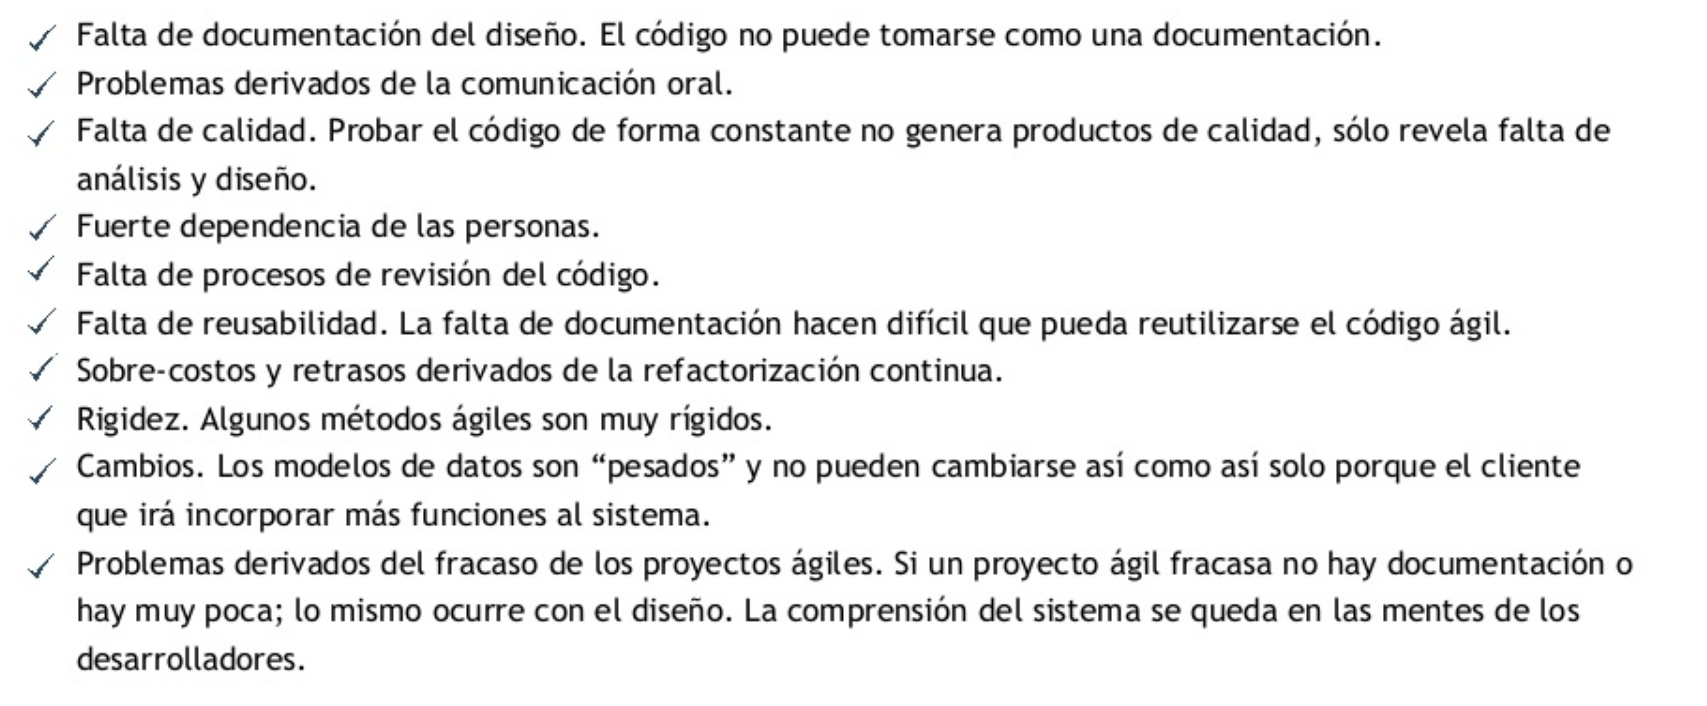 ✓ Falta de documentación del diseño. El código no puede tomarse como una documentación.
✓ Problemas derivados de la comunicación oral.
✓ Falta de calidad. Probar el código de forma constante no genera productos de calidad, sólo revela falta de
análisis y diseño.
✓ Fuerte dependencia de las personas.
✓ Falta de procesos de revisión del código.
✓ Falta de reusabilidad. La falta de documentación hacen difícil que pueda reutilizarse el código ágil.
✓ Sobre-costos y retrasos derivados de la refactorización continua.
✓ Rigidez. Algunos métodos ágiles son muy rígidos.
✓ Cambios. Los modelos de datos son “pesados” y no pueden cambiarse así como así solo porque el cliente
que irá incorporar más funciones al sistema.
✓ Problemas derivados del fracaso de los proyectos ágiles. Si un proyecto ágil fracasa no hay documentación o
hay muy poca; lo mismo ocurre con el diseño. La comprensión del sistema se queda en las mentes de los
desarrolladores.